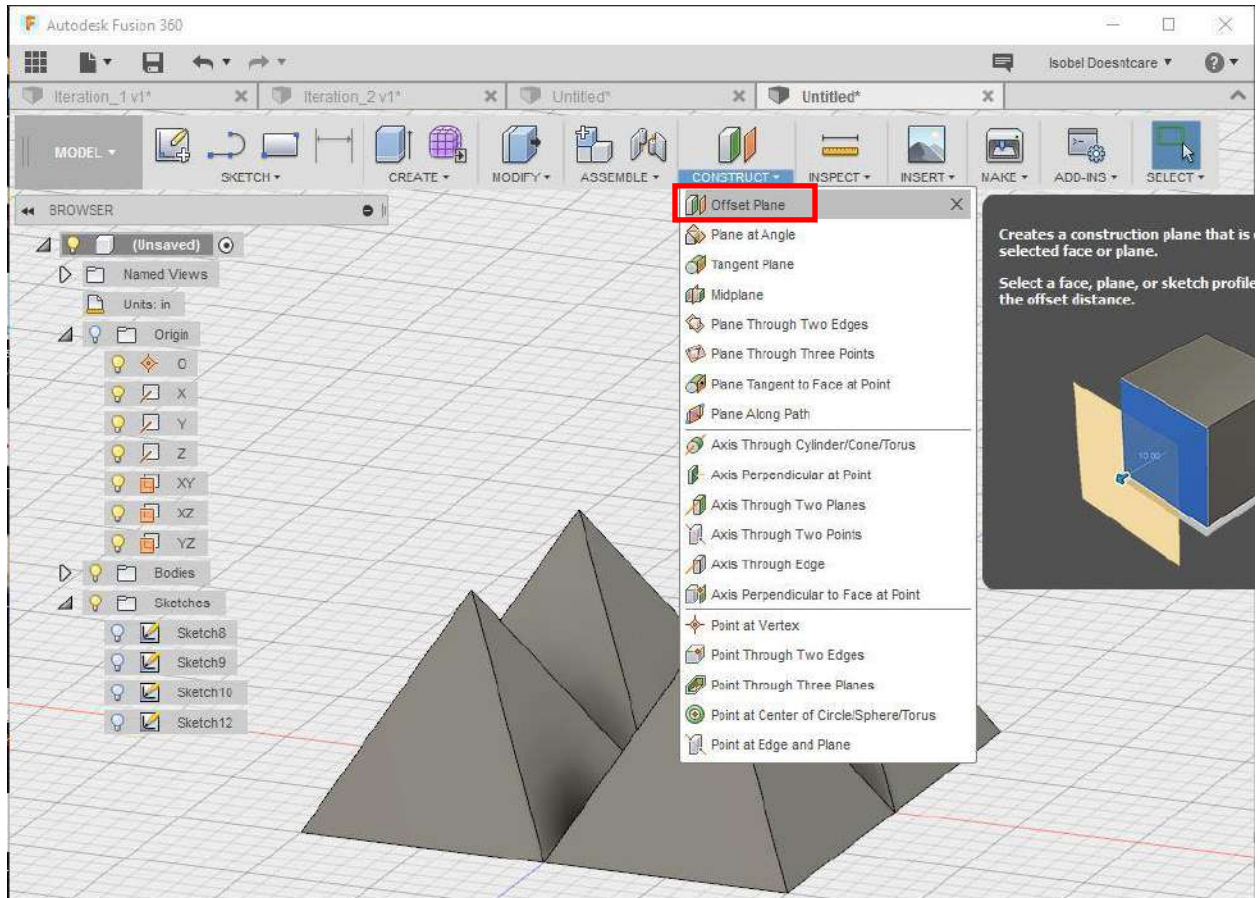 Autodesk Fusion 360
Isobel Doesntcare
Iteration_1 v1*
Iteration_2 v1*
Untitled*
Untitled*
MODEL
SKETCH
CREATE
MODIFY
ASSEMBLE
CONSTRUCT
INSPECT
INSERT
MAKE
ADD-INS
SELECT
BROWSER
(Unsaved)
Named Views
Units: in
Origin
O
X
Y
Z
XY
XZ
YZ
Bodies
Sketches
Sketch8
Sketch9
Sketch10
Sketch12
Offset Plane
Plane at Angle
Tangent Plane
Midplane
Plane Through Two Edges
Plane Through Three Points
Plane Tangent to Face at Point
Plane Along Path
Axis Through Cylinder/Cone/Torus
Axis Perpendicular at Point
Axis Through Two Planes
Axis Through Two Points
Axis Through Edge
Axis Perpendicular to Face at Point
Point at Vertex
Point Through Two Edges
Point Through Three Planes
Point at Center of Circle/Sphere/Torus
Point at Edge and Plane
Creates a construction plane that is
selected face or plane.
Select a face, plane, or sketch profile
the offset distance.
10.00